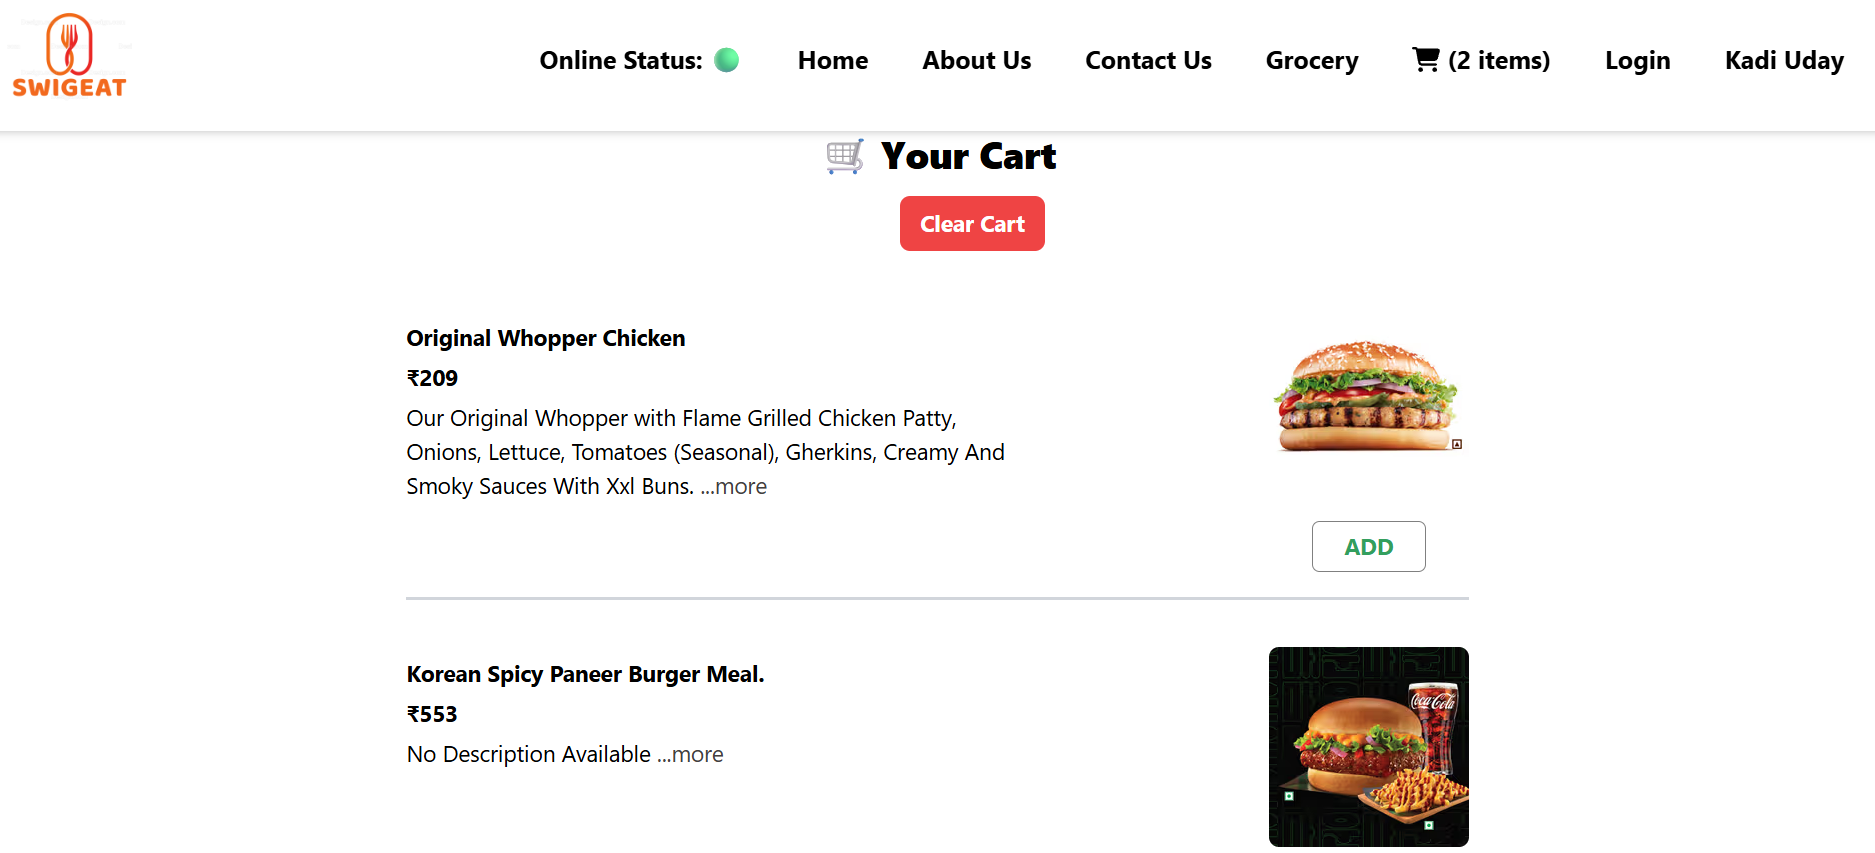 SWIGEAT
Online Status: Home About Us Contact Us Grocery (2 items) Login Kadi Uday
Your Cart
Clear Cart
Original Whopper Chicken
₹209
Our Original Whopper with Flame Grilled Chicken Patty,
Onions, Lettuce, Tomatoes (Seasonal), Gherkins, Creamy And
Smoky Sauces With Xxl Buns. ...more
ADD
Korean Spicy Paneer Burger Meal.
₹553
No Description Available ...more
Coca-Cola